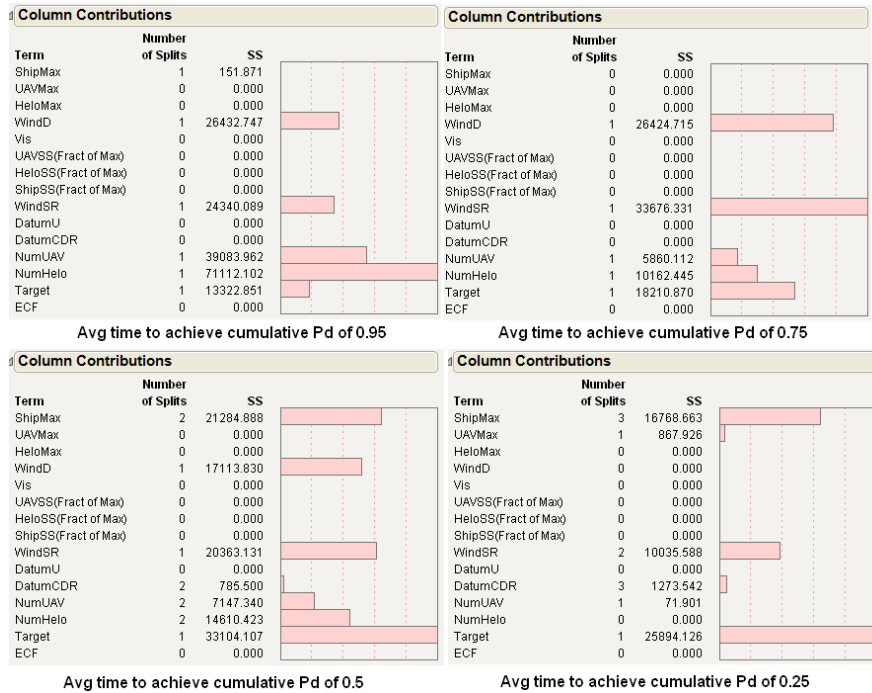 Column Contributions
Number
Term of Splits SS
ShipMax 1 151.871
UAVMax 0 0.000
HeloMax 0 0.000
WindD 1 26432.747
Vis 0 0.000
UAVSS(Fract of Max) 0 0.000
HeloSS(Fract of Max) 0 0.000
ShipSS(Fract of Max) 0 0.000
WindSR 1 24340.089
DatumU 0 0.000
DatumCDR 0 0.000
NumUAV 1 39083.962
NumHelo 1 71112.102
Target 1 13322.851
ECF 0 0.000
Avg time to achieve cumulative Pd of 0.95
Column Contributions
Number
Term of Splits SS
ShipMax 0 0.000
UAVMax 0 0.000
HeloMax 0 0.000
WindD 1 26424.715
Vis 0 0.000
UAVSS(Fract of Max) 0 0.000
HeloSS(Fract of Max) 0 0.000
ShipSS(Fract of Max) 0 0.000
WindSR 1 33676.331
DatumU 0 0.000
DatumCDR 0 0.000
NumUAV 1 5860.112
NumHelo 1 10162.445
Target 1 18210.870
ECF 0 0.000
Avg time to achieve cumulative Pd of 0.75
Column Contributions
Number
Term of Splits SS
ShipMax 2 21284.888
UAVMax 0 0.000
HeloMax 0 0.000
WindD 1 17113.830
Vis 0 0.000
UAVSS(Fract of Max) 0 0.000
HeloSS(Fract of Max) 0 0.000
ShipSS(Fract of Max) 0 0.000
WindSR 1 20363.131
DatumU 0 0.000
DatumCDR 2 785.500
NumUAV 2 7147.340
NumHelo 2 14610.423
Target 1 33104.107
ECF 0 0.000
Avg time to achieve cumulative Pd of 0.5
Column Contributions
Number
Term of Splits SS
ShipMax 3 16768.663
UAVMax 1 867.926
HeloMax 0 0.000
WindD 0 0.000
Vis 0 0.000
UAVSS(Fract of Max) 0 0.000
HeloSS(Fract of Max) 0 0.000
ShipSS(Fract of Max) 0 0.000
WindSR 2 10035.588
DatumU 0 0.000
DatumCDR 3 1273.542
NumUAV 1 71.901
NumHelo 0 0.000
Target 1 25894.126
ECF 0 0.000
Avg time to achieve cumulative Pd of 0.25